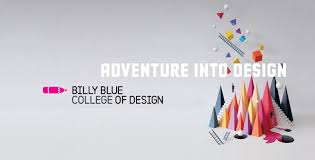 ADVENTURE INTO DESIGN
BILLY BLUE
COLLEGE OF DESIGN